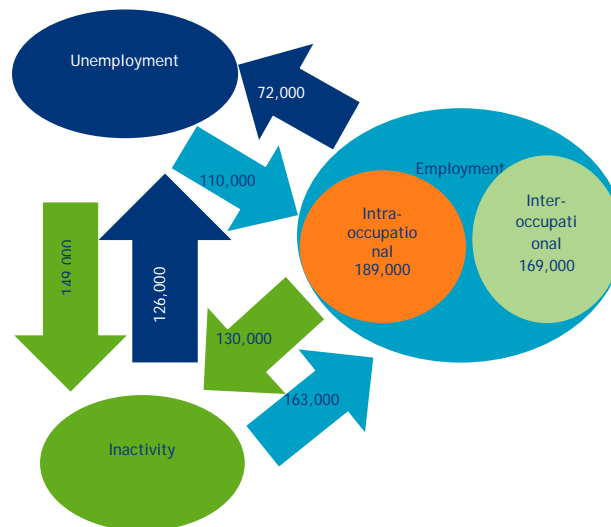 Unemployment
72,000
110,000
Employment
Intra-
occupatio
nal
189,000
Inter-
occupati
onal
169,000
149,000
126,000
130,000
163,000
Inactivity